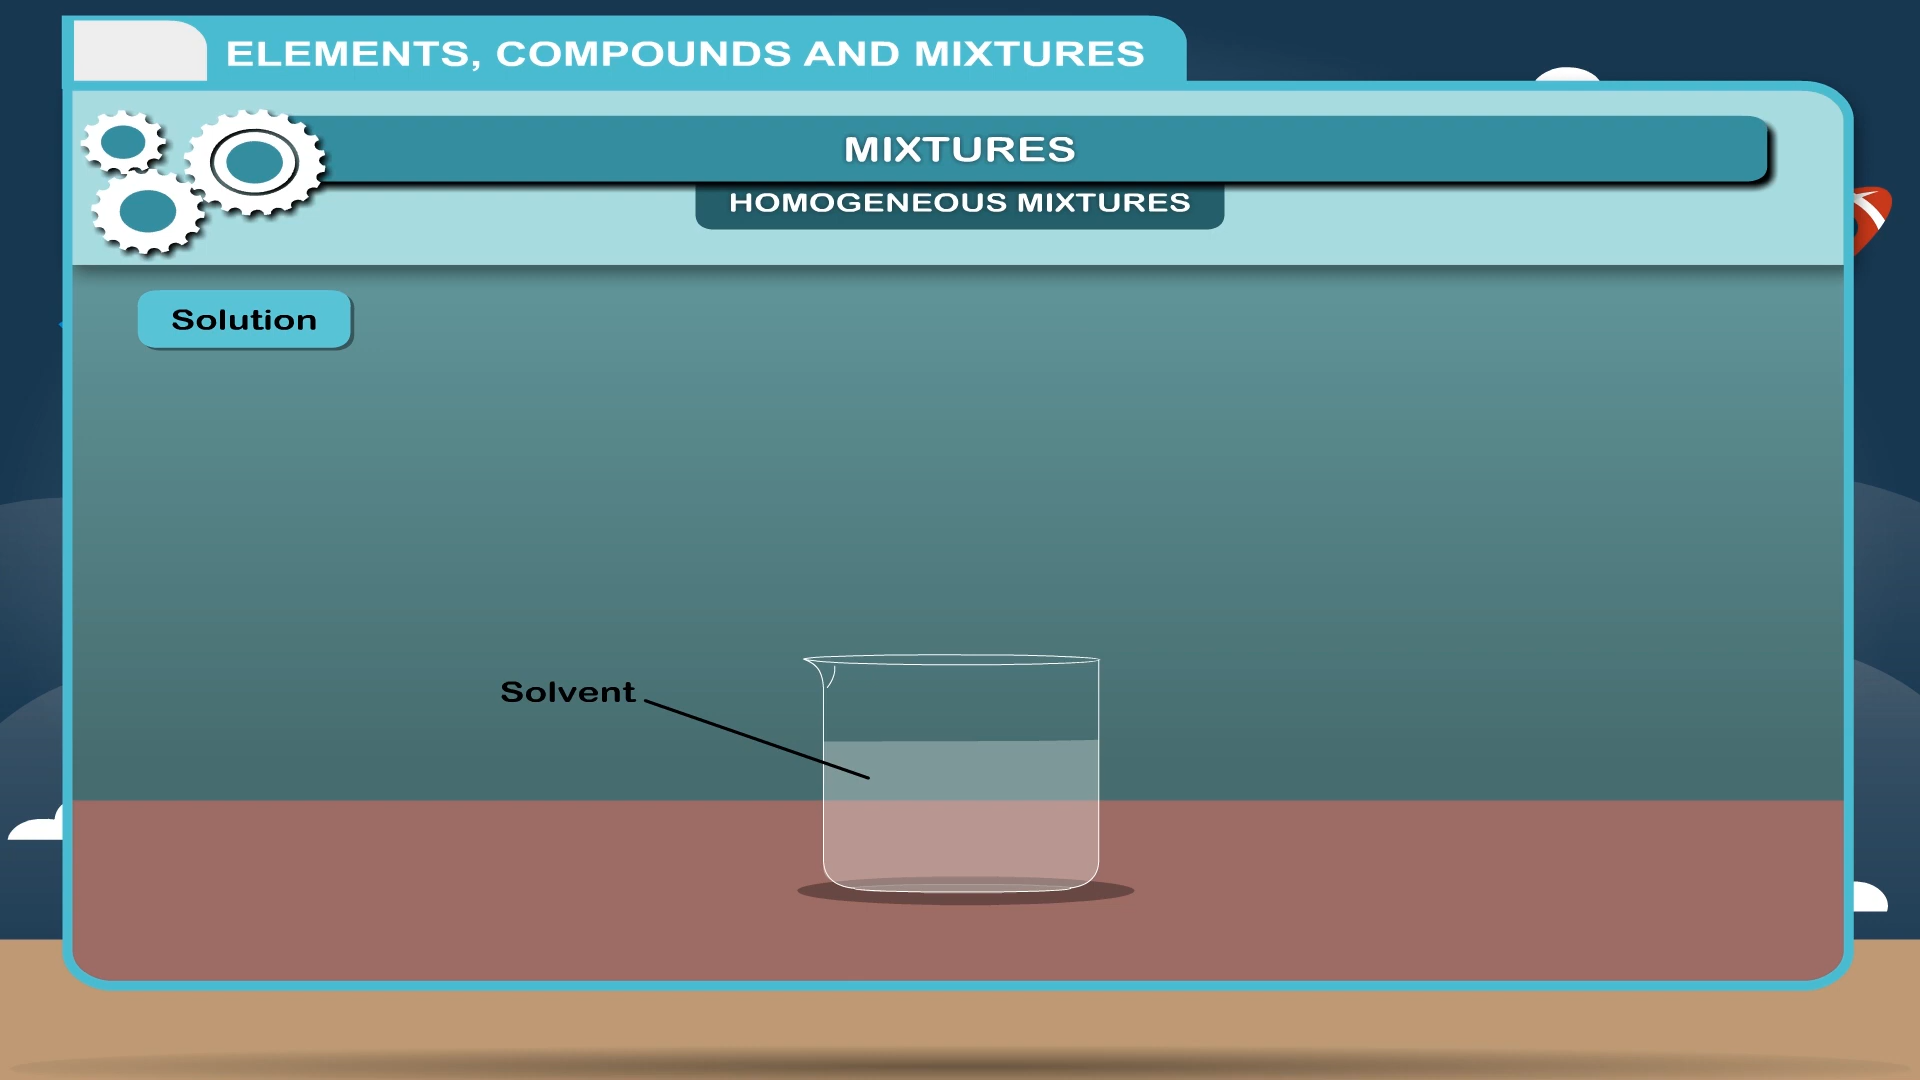 ELEMENTS, COMPOUNDS AND MIXTURES
MIXTURES
HOMOGENEOUS MIXTURES
Solution
Solvent